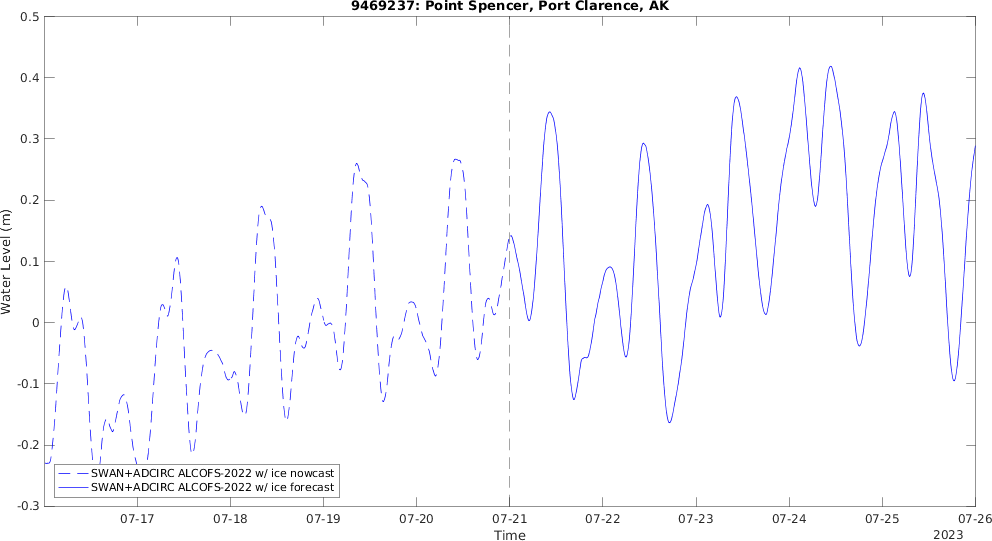 9469237: Point Spencer, Port Clarence, AK
0.5
0.4
0.3
0.2
0.1
0
-0.1
-0.2
-0.3
Water Level (m)
SWAN+ADCIRC ALCOFS-2022 w/ ice nowcast
SWAN+ADCIRC ALCOFS-2022 w/ ice forecast
07-17 07-18 07-19 07-20 07-21 07-22 07-23 07-24 07-25 07-26
Time
2023